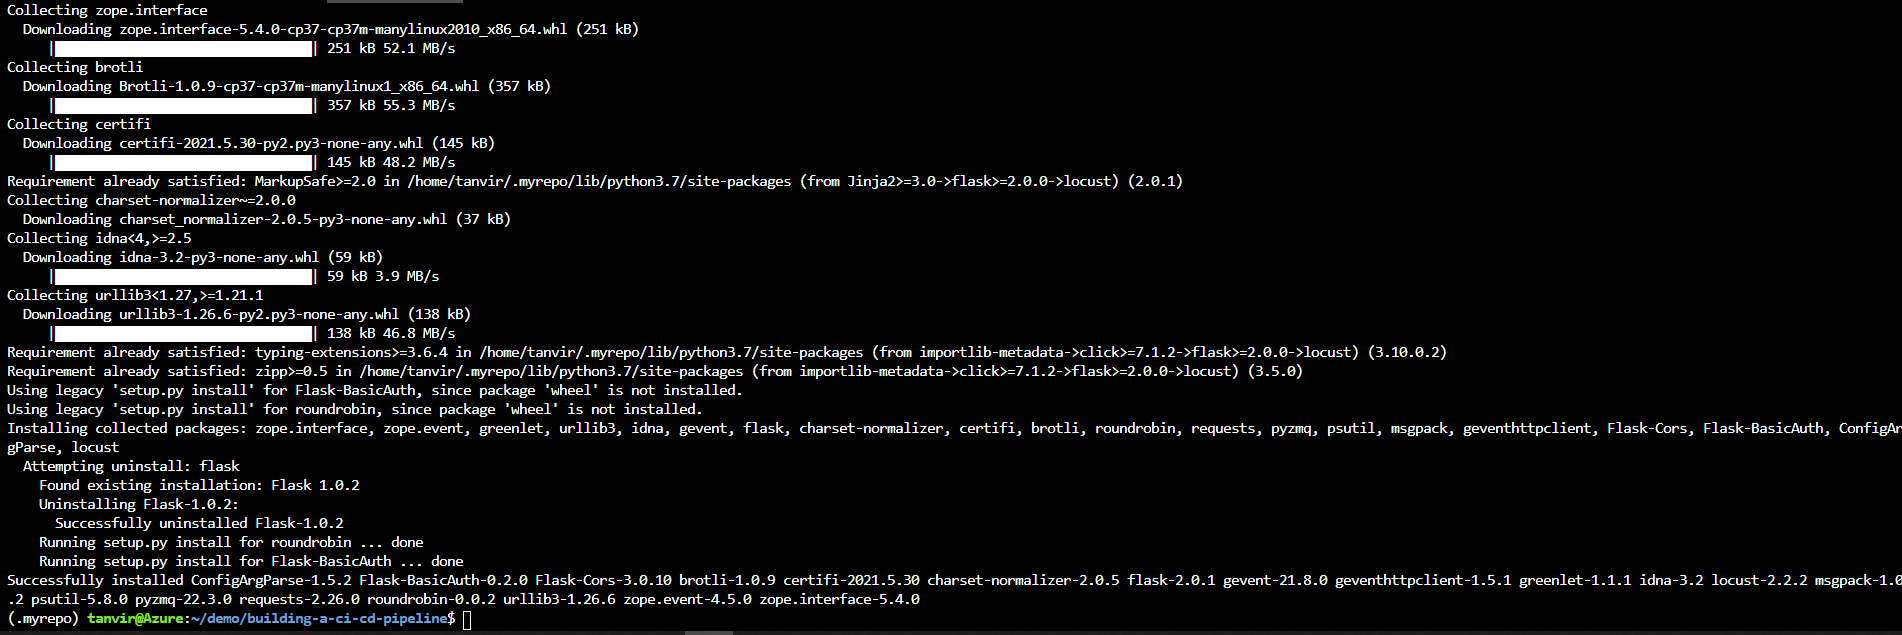 Collecting zope.interface
Downloading zope.interface-5.4.0-cp37-cp37m-manylinux2010_x86_64.whl (251 kB)
| | 251 kB 52.1 MB/s
Collecting brotli
Downloading Brotli-1.0.9-cp37-cp37m-manylinux1_x86_64.whl (357 kB)
| | 357 kB 55.3 MB/s
Collecting certifi
Downloading certifi-2021.5.30-py2.py3-none-any.whl (145 kB)
| | 145 kB 48.2 MB/s
Requirement already satisfied: MarkupSafe>=2.0 in /home/tanvir/.myrepo/lib/python3.7/site-packages (from Jinja2>=3.0->flask>=2.0.0->locust) (2.0.1)
Collecting charset-normalizer~=2.0.0
Downloading charset_normalizer-2.0.5-py3-none-any.whl (37 kB)
Collecting idna<4,>=2.5
Downloading idna-3.2-py3-none-any.whl (59 kB)
| | 59 kB 3.9 MB/s
Collecting urllib3<1.27,>=1.21.1
Downloading urllib3-1.26.6-py2.py3-none-any.whl (138 kB)
| | 138 kB 46.8 MB/s
Requirement already satisfied: typing-extensions>=3.6.4 in /home/tanvir/.myrepo/lib/python3.7/site-packages (from importlib-metadata->click>=7.1.2->flask>=2.0.0->locust) (3.10.0.2)
Requirement already satisfied: zipp>=0.5 in /home/tanvir/.myrepo/lib/python3.7/site-packages (from importlib-metadata->click>=7.1.2->flask>=2.0.0->locust) (3.5.0)
Using legacy 'setup.py install' for Flask-BasicAuth, since package 'wheel' is not installed.
Using legacy 'setup.py install' for roundrobin, since package 'wheel' is not installed.
Installing collected packages: zope.interface, zope.event, greenlet, urllib3, idna, gevent, flask, charset-normalizer, certifi, brotli, roundrobin, requests, pyzmq, psutil, msgpack, geventhttpclient, Flask-Cors, Flask-BasicAuth, ConfigAr
gParse, locust
Attempting uninstall: flask
Found existing installation: Flask 1.0.2
Uninstalling Flask-1.0.2:
Successfully uninstalled Flask-1.0.2
Running setup.py install for roundrobin ... done
Running setup.py install for Flask-BasicAuth ... done
Successfully installed ConfigArgParse-1.5.2 Flask-BasicAuth-0.2.0 Flask-Cors-3.0.10 brotli-1.0.9 certifi-2021.5.30 charset-normalizer-2.0.5 flask-2.0.1 gevent-21.8.0 geventhttpclient-1.5.1 greenlet-1.1.1 idna-3.2 locust-2.2.2 msgpack-1.0
.2 psutil-5.8.0 pyzmq-22.3.0 requests-2.26.0 roundrobin-0.0.2 urllib3-1.26.6 zope.event-4.5.0 zope.interface-5.4.0
(.myrepo) tanvir@Azure:~/demo/building-a-ci-cd-pipeline$